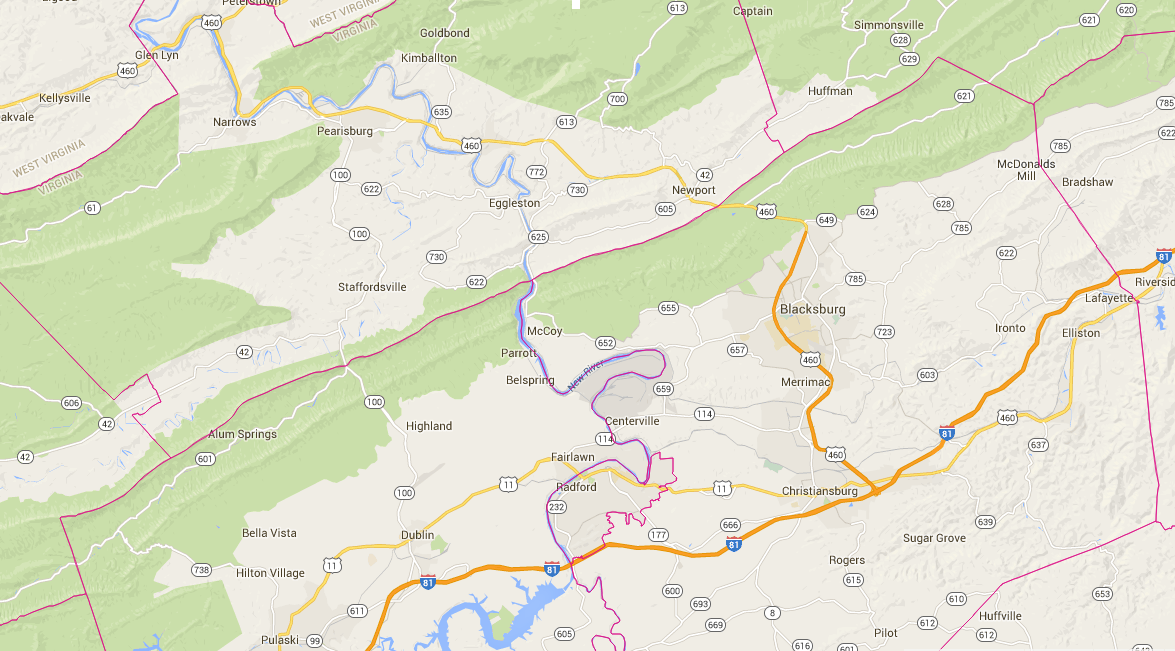 Peterstown
WEST VIRGINIA
VIRGINIA
613
Captain
620
621
460
Simmonsville
Goldbond
628
Glen Lyn
Kimballton
629
460
Kellysville
700
Huffman
621
785
635
Narrows
613
Pearisburg
622
460
785
WEST VIRGINIA
VIRGINIA
McDonalds
Mill
100
622
772
730
42
Newport
Bradshaw
61
Eggleston
605
460
649
624
628
785
100
625
730
622
622
785
81
Staffordsville
Riversid
Lafayette
655
Blacksburg
McCoy
723
Ironto
Elliston
42
Parrott
652
657
460
New River
Belspring
Merrimac
603
606
100
659
42
Centerville
114
460
Alum Springs
Highland
114
81
637
42
601
Fairlawn
460
11
Radford
11
Christiansburg
100
232
639
666
Bella Vista
Dublin
177
81
Sugar Grove
11
738
Hilton Village
81
81
Rogers
615
600
653
611
693
610
8
669
Huffville
Pulaski
99
605
Pilot
612
612
616
601